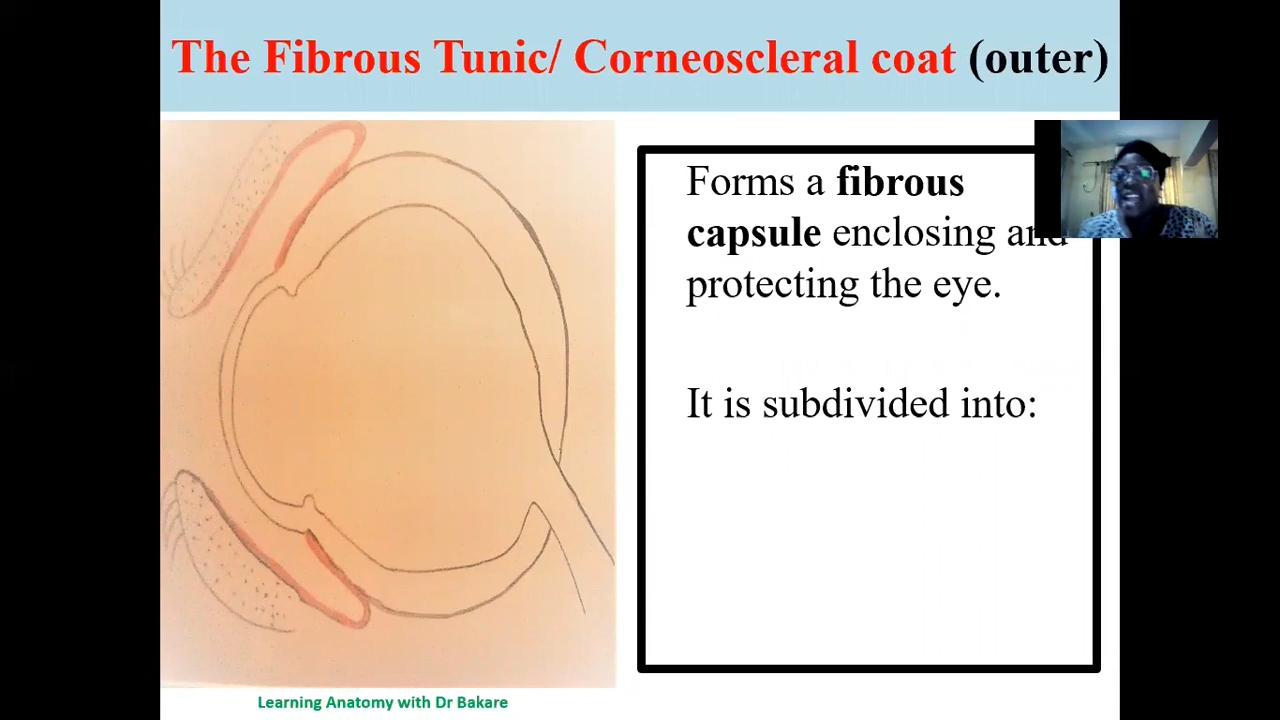 The Fibrous Tunic/ Corneoscleral coat (outer)
Forms a fibrous
capsule enclosing and
protecting the eye.
It is subdivided into:
Learning Anatomy with Dr Bakare